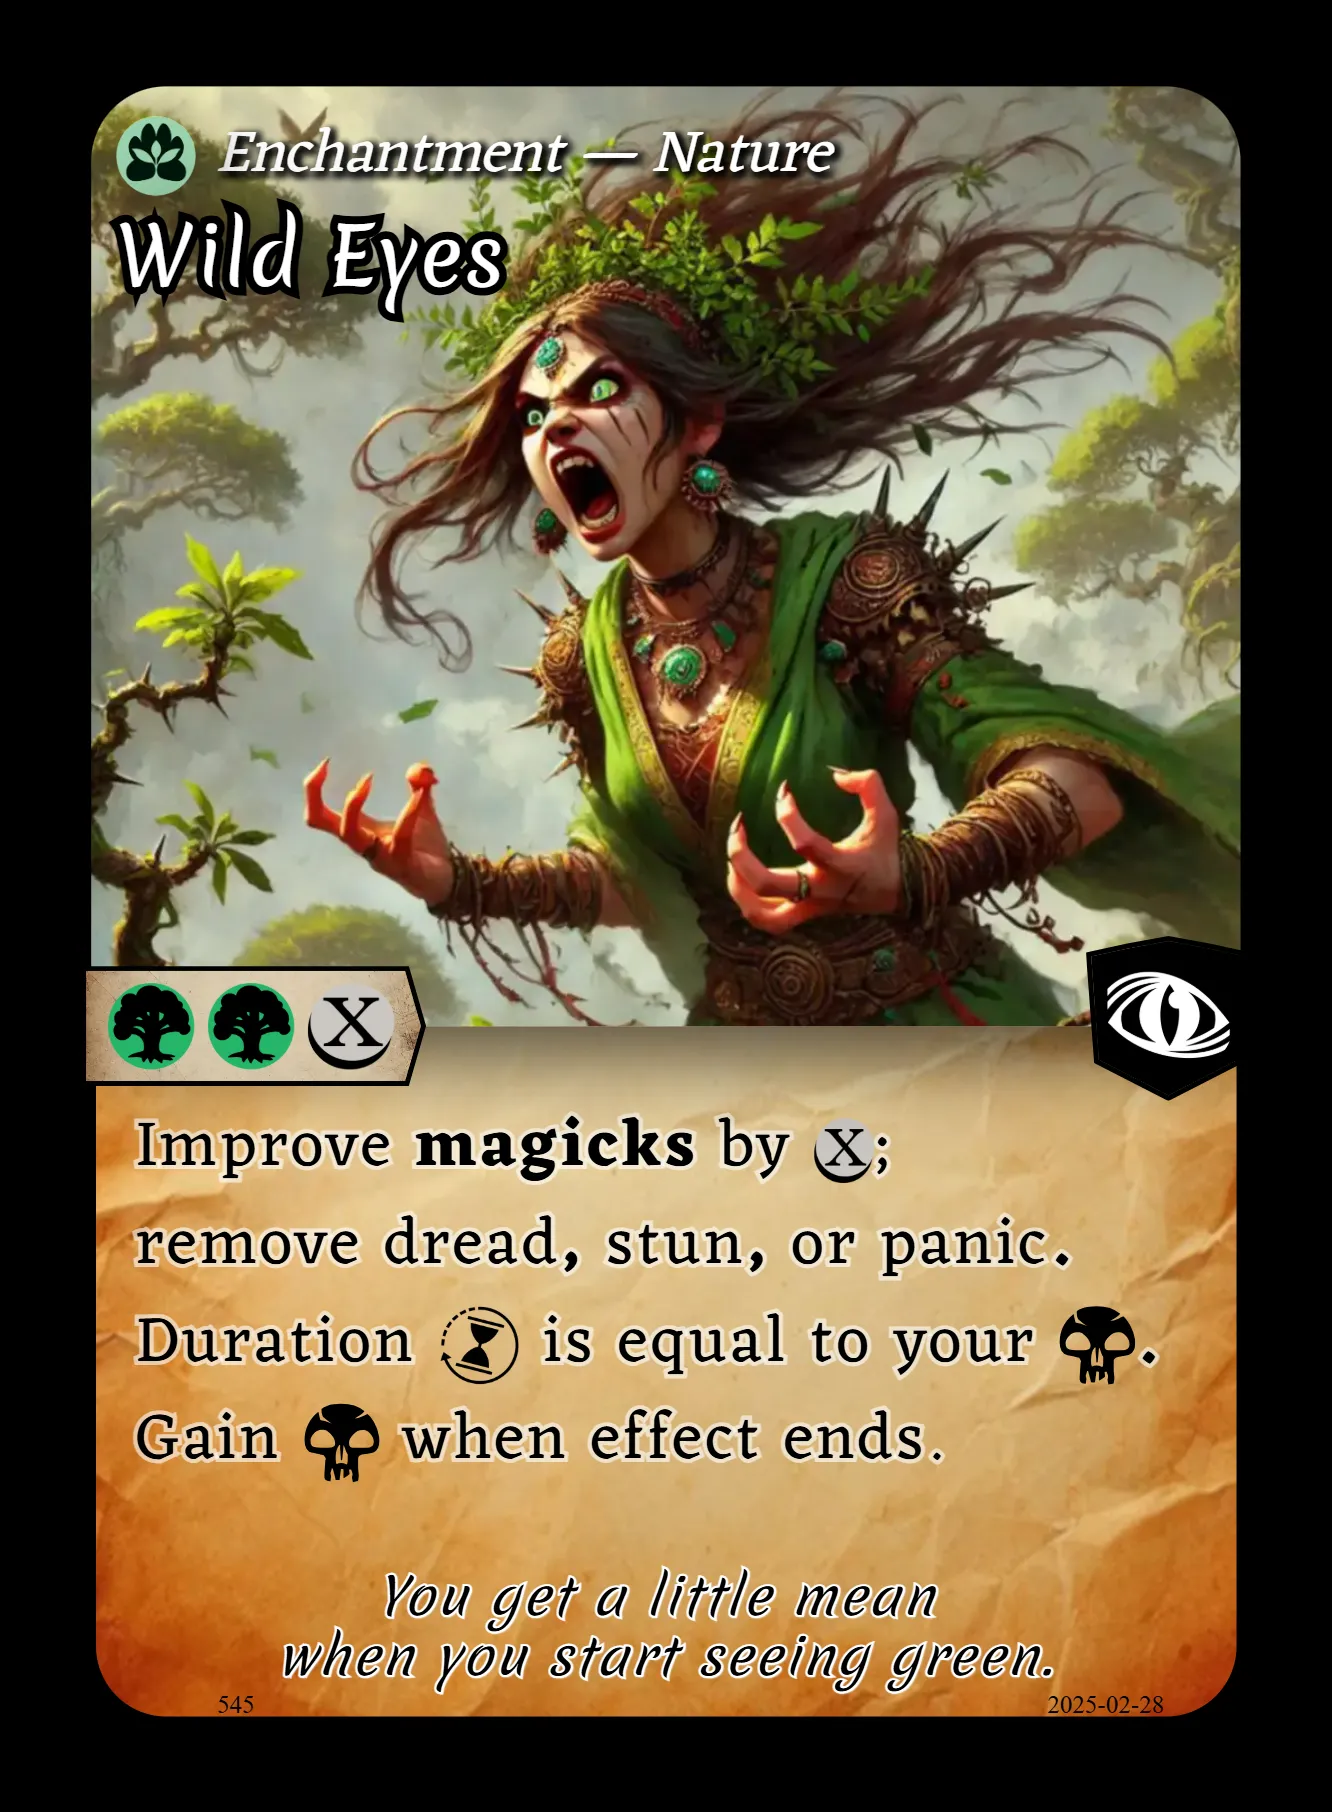 Enchantment — Nature
Wild Eyes
X
Improve magicks by X;
remove dread, stun, or panic.
Duration is equal to your .
Gain when effect ends.
You get a little mean
when you start seeing green.
545 2025-02-28